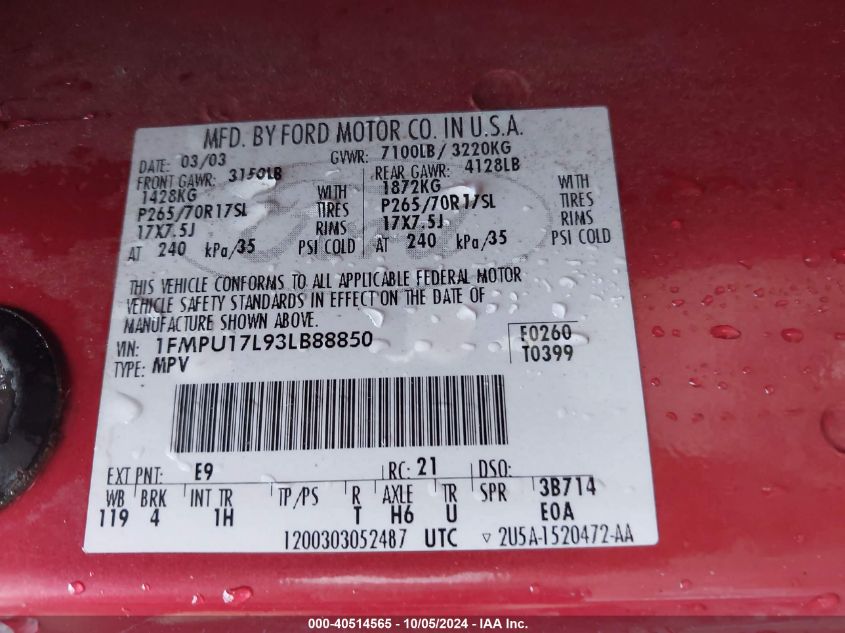 MFD. BY FORD MOTOR CO. IN U.S.A.
DATE: 03/03 GVWR: 7100LB/ 3220KG
FRONT GAWR: 3150LB REAR GAWR: 4128LB
1428KG WITH 1872KG WITH
P265/70R17SL TIRES P265/70R17SL TIRES
17X7.5J RIMS 17X7.5J RIMS
AT 240 kPa/35 PSI COLD AT 240 kPa/35 PSI COLD
THIS VEHICLE CONFORMS TO ALL APPLICABLE FEDERAL MOTOR
VEHICLE SAFETY STANDARDS IN EFFECT ON THE DATE OF
MANUFACTURE SHOWN ABOVE.
VIN: 1FMPU17L93LB88850 F0260
TYPE: MPV T0399
EXT PNT: E9 RC: 21 DSO:
WB BRK INT TR TP/PS R AXLE TR SPR 3B714
119 4 1H T H6 U E0A
1200303052487 UTC ▽ 2U5A-1520472-AA
000-40514565 - 10/05/2024 - IAA Inc.